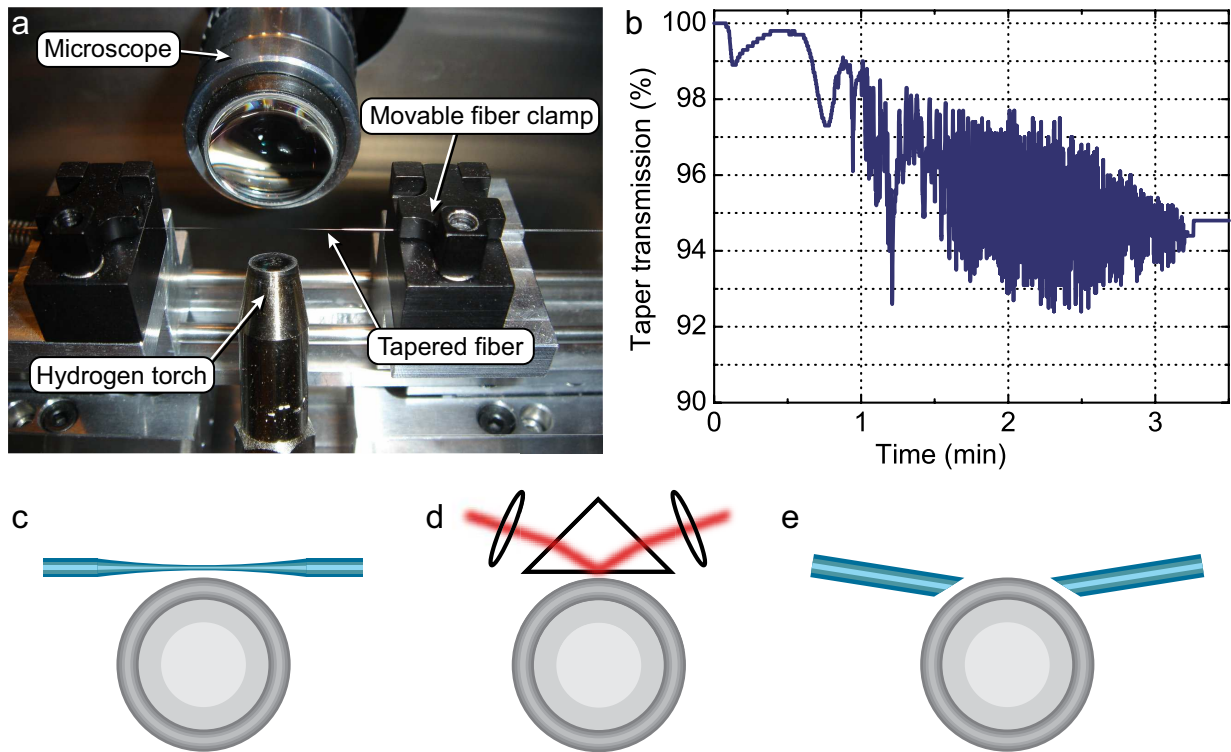 a
Microscope
Movable fiber clamp
Tapered fiber
Hydrogen torch
b
Taper transmission (%)
100
98
96
94
92
90
0
1
2
3
Time (min)
c
d
e